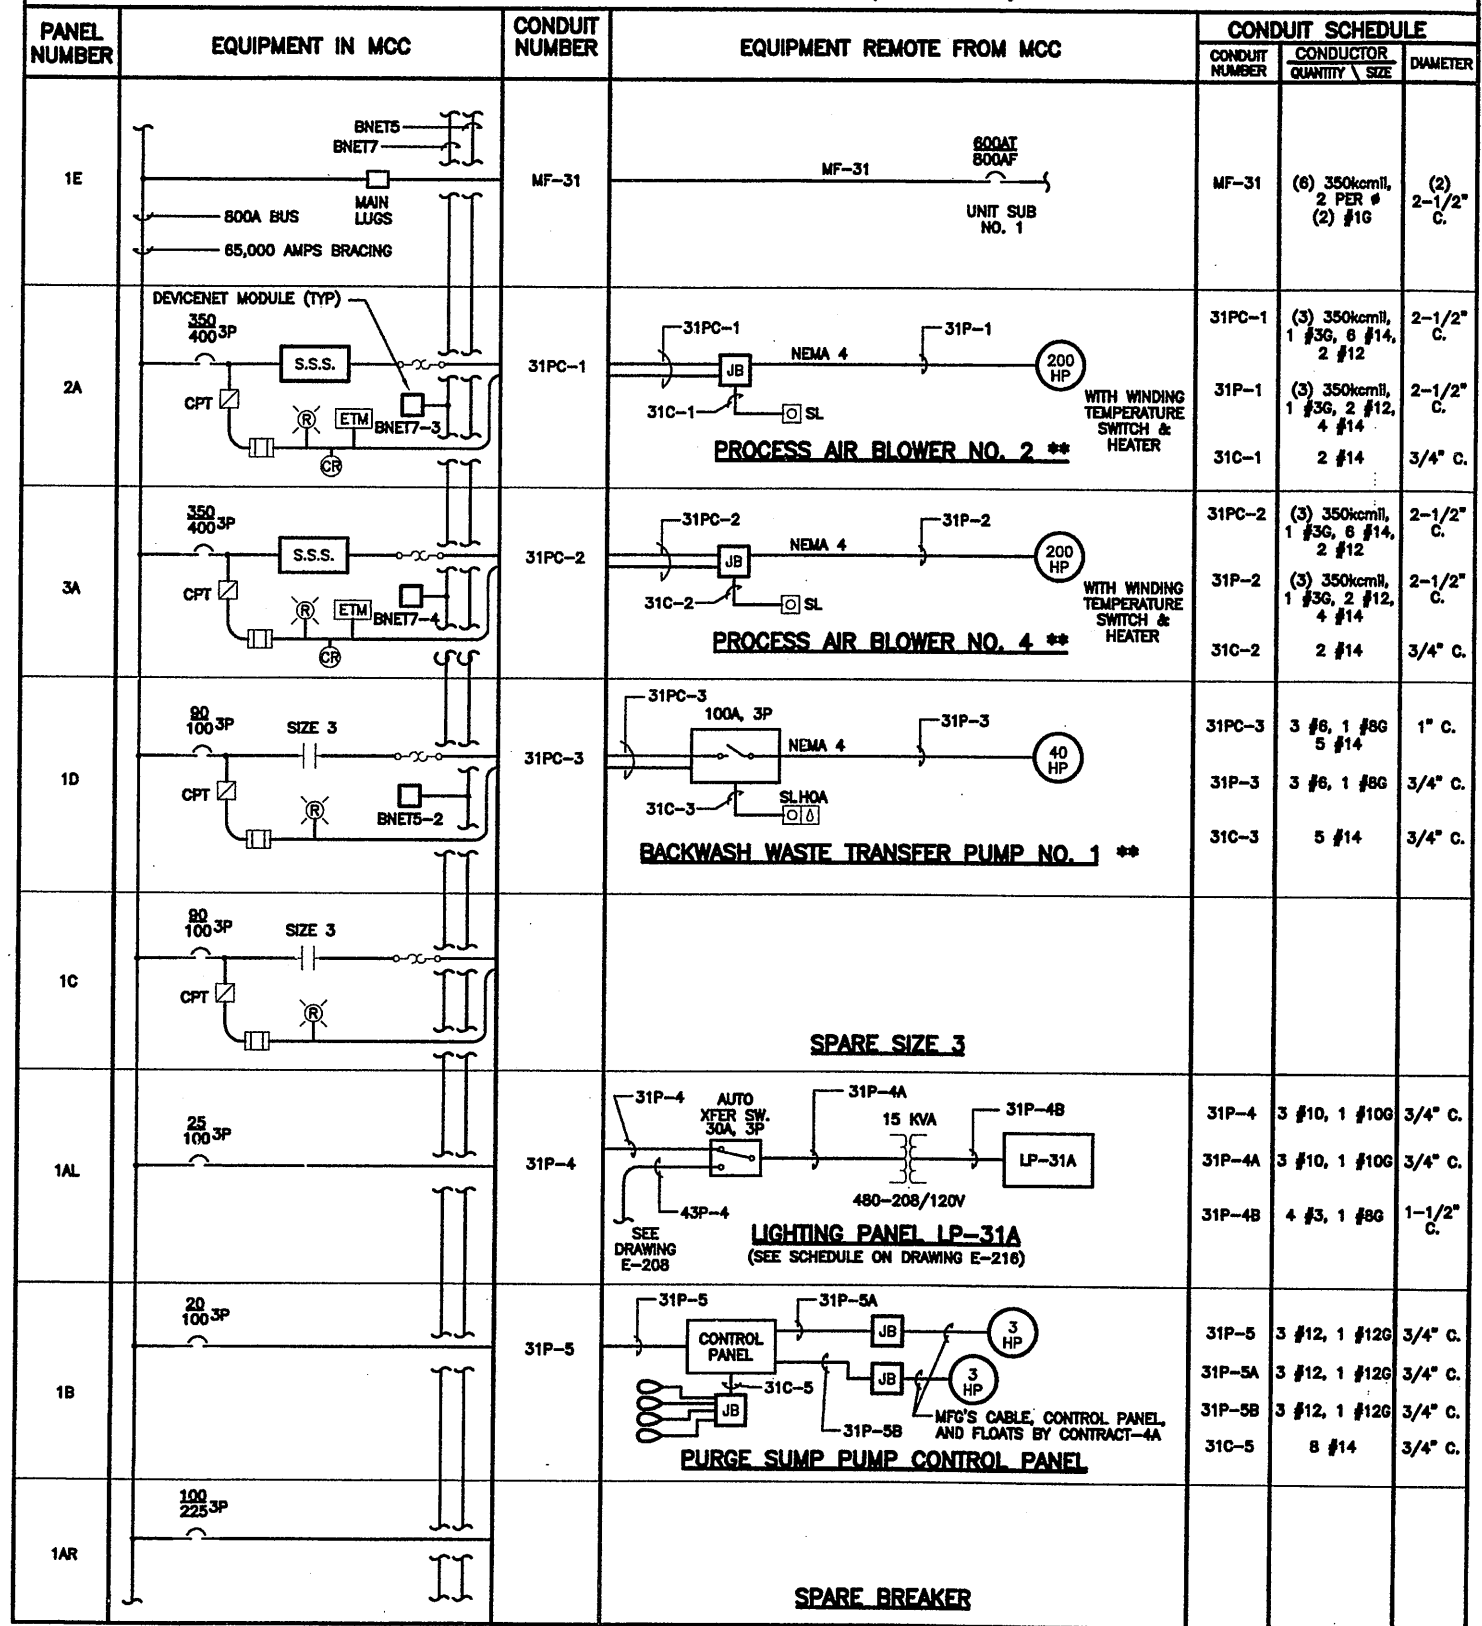 PANEL NUMBER
EQUIPMENT IN MCC
CONDUIT NUMBER
EQUIPMENT REMOTE FROM MCC
CONDUIT SCHEDULE
CONDUIT NUMBER
CONDUCTOR
QUANTITY \ SIZE
DIAMETER
1E
BNET5
BNET7
MAIN
LUGS
800A BUS
65,000 AMPS BRACING
MF-31
MF-31
600AT
800AF
UNIT SUB
NO. 1
MF-31
(6) 350kcmil,
2 PER ø
(2) #1G
(2)
2-1/2"
C.
2A
DEVICENET MODULE (TYP)
350
400 3P
S.S.S.
CPT
R
ETM
BNET7-3
CR
31PC-1
31PC-1
JB
NEMA 4
31P-1
200
HP
31C-1
SL
WITH WINDING
TEMPERATURE
SWITCH &
HEATER
PROCESS AIR BLOWER NO. 2 **
31PC-1
(3) 350kcmil,
1 #3G, 6 #14,
2 #12
2-1/2"
C.
31P-1
(3) 350kcmil,
1 #3G, 2 #12,
4 #14
2-1/2"
C.
31C-1
2 #14
3/4" C.
3A
350
400 3P
S.S.S.
CPT
R
ETM
BNET7-4
CR
31PC-2
31PC-2
JB
NEMA 4
31P-2
200
HP
31C-2
SL
WITH WINDING
TEMPERATURE
SWITCH &
HEATER
PROCESS AIR BLOWER NO. 4 **
31PC-2
(3) 350kcmil,
1 #3G, 6 #14,
2 #12
2-1/2"
C.
31P-2
(3) 350kcmil,
1 #3G, 2 #12,
4 #14
2-1/2"
C.
31C-2
2 #14
3/4" C.
1D
90
100 3P
SIZE 3
CPT
R
BNET5-2
31PC-3
31PC-3
100A, 3P
NEMA 4
31P-3
40
HP
31C-3
SLHOA
BACKWASH WASTE TRANSFER PUMP NO. 1 **
31PC-3
3 #6, 1 #8G
5 #14
1" C.
31P-3
3 #6, 1 #8G
3/4" C.
31C-3
5 #14
3/4" C.
1C
90
100 3P
SIZE 3
CPT
R
SPARE SIZE 3
1AL
25
100 3P
31P-4
31P-4
AUTO
XFER SW.
30A, 3P
31P-4A
15 KVA
31P-4B
LP-31A
480-208/120V
43P-4
SEE
DRAWING
E-208
LIGHTING PANEL LP-31A
(SEE SCHEDULE ON DRAWING E-216)
31P-4
3 #10, 1 #10G
3/4" C.
31P-4A
3 #10, 1 #10G
3/4" C.
31P-4B
4 #3, 1 #8G
1-1/2"
C.
1B
20
100 3P
31P-5
31P-5
CONTROL
PANEL
31P-5A
JB
3
HP
JB
3
HP
31C-5
JB
31P-5B
MFG'S CABLE, CONTROL PANEL,
AND FLOATS BY CONTRACT-4A
PURGE SUMP PUMP CONTROL PANEL
31P-5
3 #12, 1 #12G
3/4" C.
31P-5A
3 #12, 1 #12G
3/4" C.
31P-5B
3 #12, 1 #12G
3/4" C.
31C-5
8 #14
3/4" C.
1AR
100
225 3P
SPARE BREAKER